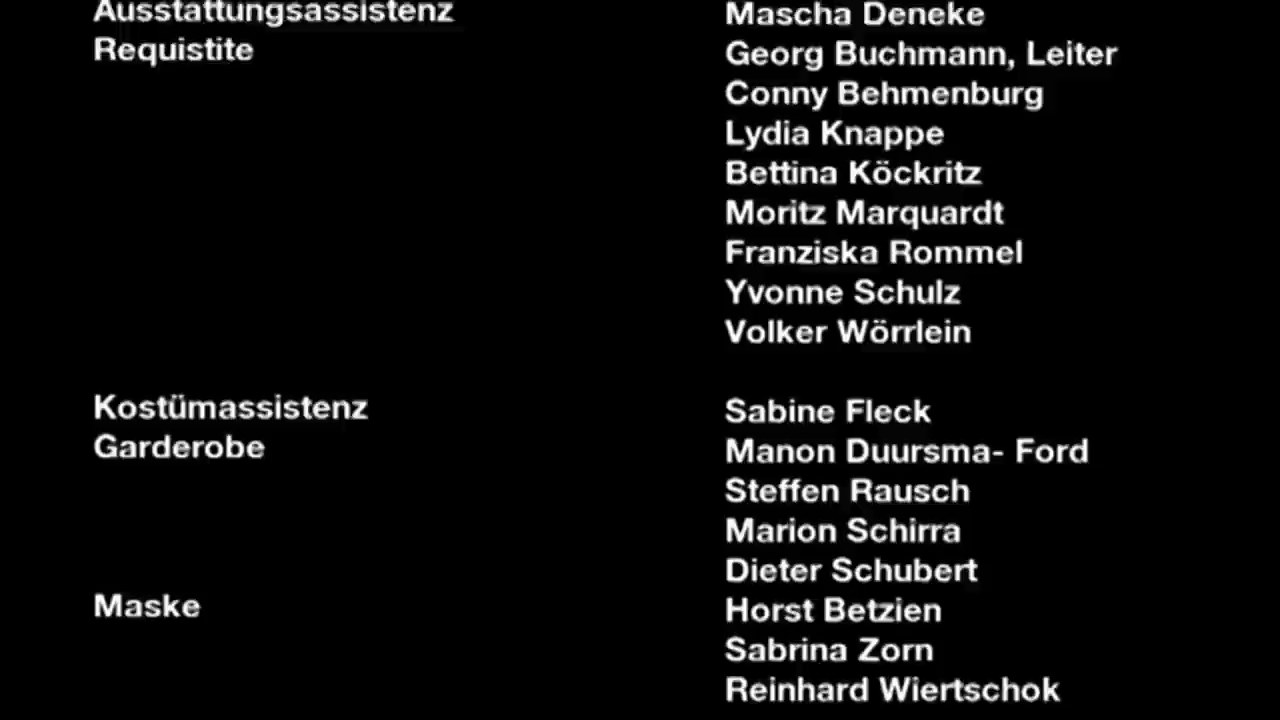 Ausstattungsassistenz Mascha Deneke
Requistite Georg Buchmann, Leiter
Conny Behmenburg
Lydia Knappe
Bettina Köckritz
Moritz Marquardt
Franziska Rommel
Yvonne Schulz
Volker Wörrlein
Kostümassistenz Sabine Fleck
Garderobe Manon Duursma- Ford
Steffen Rausch
Marion Schirra
Dieter Schubert
Maske Horst Betzien
Sabrina Zorn
Reinhard Wiertschok